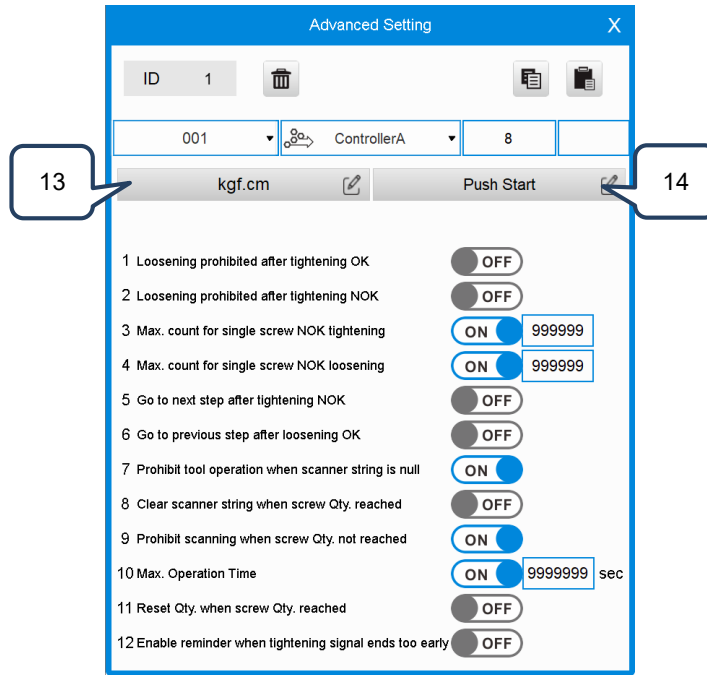 Advanced Setting X
ID 1
001 ControllerA 8
13 kgf.cm Push Start 14
1 Loosening prohibited after tightening OK OFF
2 Loosening prohibited after tightening NOK OFF
3 Max. count for single screw NOK tightening ON 999999
4 Max. count for single screw NOK loosening ON 999999
5 Go to next step after tightening NOK OFF
6 Go to previous step after loosening OK OFF
7 Prohibit tool operation when scanner string is null ON
8 Clear scanner string when screw Qty. reached OFF
9 Prohibit scanning when screw Qty. not reached ON
10 Max. Operation Time ON 9999999 sec
11 Reset Qty. when screw Qty. reached OFF
12 Enable reminder when tightening signal ends too early OFF